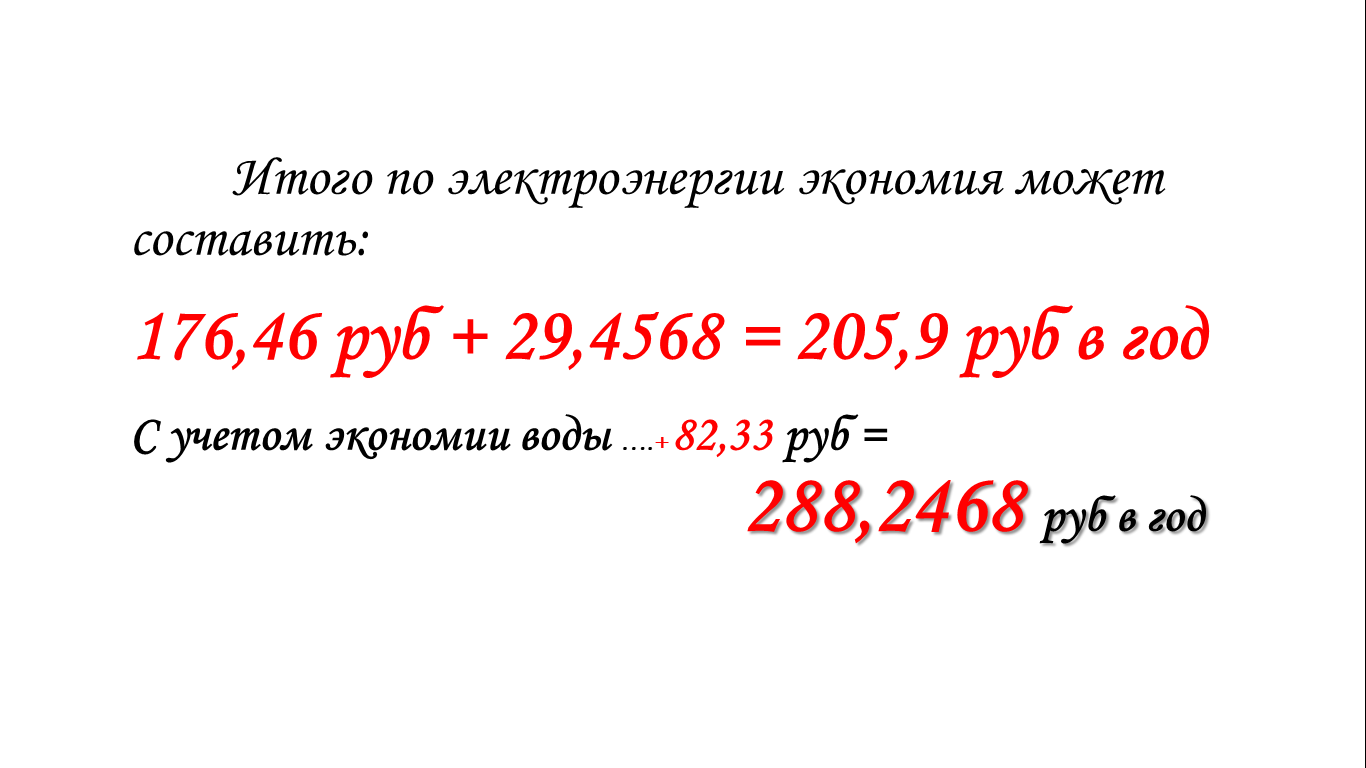 Итого по электроэнергии экономия может
составить:
176,46 руб + 29,4568 = 205,9 руб в год
С учетом экономии воды ....+ 82,33 руб =
288,2468 руб в год